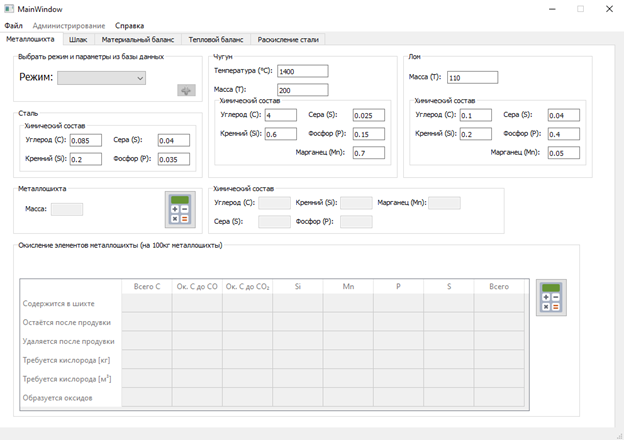 MainWindow
Файл Администрирование Справка
Металлошихта Шлак Материальный баланс Тепловой баланс Раскисление стали
Выбрать режим и параметры из базы данных
Режим:
Сталь
Химический состав
Углерод (C): 0.085 Сера (S): 0.04
Кремний (Si): 0.2 Фосфор (P): 0.035
Чугун
Температура (°C): 1400
Масса (Т): 200
Химический состав
Углерод (C): 4 Сера (S): 0.025
Кремний (Si): 0.6 Фосфор (P): 0.15
Марганец (Mn): 0.7
Лом
Масса (Т): 110
Химический состав
Углерод (C): 0.1 Сера (S): 0.04
Кремний (Si): 0.2 Фосфор (P): 0.4
Марганец (Mn): 0.05
Металлошихта
Масса:
Химический состав
Углерод (C): Кремний (Si): Марганец (Mn):
Сера (S): Фосфор (P):
Окисление элементов металлошихты (на 100кг металлошихты)
Всего C Ок. C до CO Ок. C до CO₂ Si Mn P S Всего
Содержится в шихте
Остаётся после продувки
Удаляется после продувки
Требуется кислорода [кг]
Требуется кислорода [м³]
Образуется оксидов